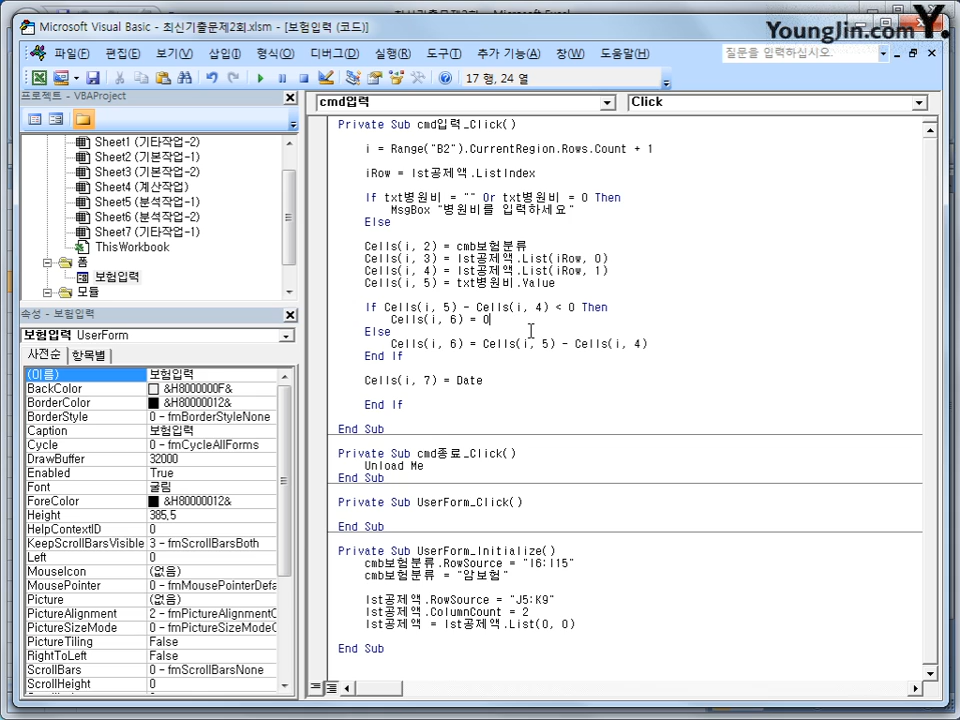 최신기출문제2회.xlsm - Microsoft Excel
Microsoft Visual Basic - 최신기출문제2회.xlsm - [보험입력 (코드)]
YoungJin.com Y.
파일(F) 편집(E) 보기(V) 삽입(I) 형식(O) 디버그(D) 실행(R) 도구(T) 추가 기능(A) 창(W) 도움말(H)
질문을 입력하십시오.
17 행, 24 열
프로젝트 - VBAProject
Sheet1 (기타작업-2)
Sheet2 (기본작업-1)
Sheet3 (기본작업-2)
Sheet4 (계산작업)
Sheet5 (분석작업-1)
Sheet6 (분석작업-2)
Sheet7 (기타작업-1)
ThisWorkbook
폼
보험입력
모듈
속성 - 보험입력
보험입력 UserForm
사전순 항목별
(이름) 보험입력
BackColor &H8000000F&
BorderColor &H80000012&
BorderStyle 0 - fmBorderStyleNone
Caption 보험입력
Cycle 0 - fmCycleAllForms
DrawBuffer 32000
Enabled True
Font 굴림
ForeColor &H80000012&
Height 385,5
HelpContextID 0
KeepScrollBarsVisible 3 - fmScrollBarsBoth
Left 0
MouseIcon (없음)
MousePointer 0 - fmMousePointerDefa
Picture (없음)
PictureAlignment 2 - fmPictureAlignmentC
PictureSizeMode 0 - fmPictureSizeModeC
PictureTiling False
RightToLeft False
ScrollBars 0 - fmScrollBarsNone
ScrollHeight 0
cmd입력 Click
Private Sub cmd입력_Click()
i = Range("B2").CurrentRegion.Rows.Count + 1
iRow = lst공제액.ListIndex
If txt병원비 = "" Or txt병원비 = 0 Then
MsgBox "병원비를 입력하세요"
Else
Cells(i, 2) = cmb보험분류
Cells(i, 3) = lst공제액.List(iRow, 0)
Cells(i, 4) = lst공제액.List(iRow, 1)
Cells(i, 5) = txt병원비.Value
If Cells(i, 5) - Cells(i, 4) < 0 Then
Cells(i, 6) = 0
Else
Cells(i, 6) = Cells(i, 5) - Cells(i, 4)
End If
Cells(i, 7) = Date
End If
End Sub
Private Sub cmd종료_Click()
Unload Me
End Sub
Private Sub UserForm_Click()
End Sub
Private Sub UserForm_Initialize()
cmb보험분류.RowSource = "I6:I15"
cmb보험분류 = "암보험"
lst공제액.RowSource = "J5:K9"
lst공제액.ColumnCount = 2
lst공제액 = lst공제액.List(0, 0)
End Sub